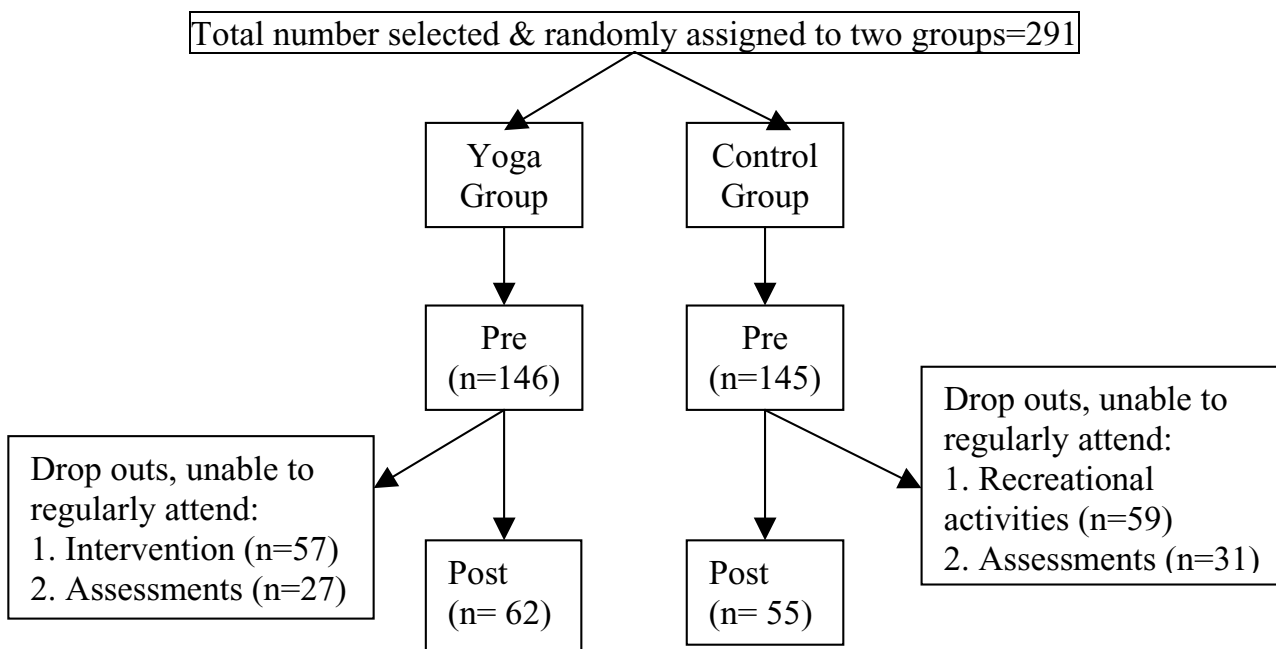 Total number selected & randomly assigned to two groups=291
Yoga
Group
Control
Group
Pre
(n=146)
Pre
(n=145)
Drop outs, unable to
regularly attend:
1. Intervention (n=57)
2. Assessments (n=27)
Post
(n= 62)
Post
(n= 55)
Drop outs, unable to
regularly attend:
1. Recreational
activities (n=59)
2. Assessments (n=31)